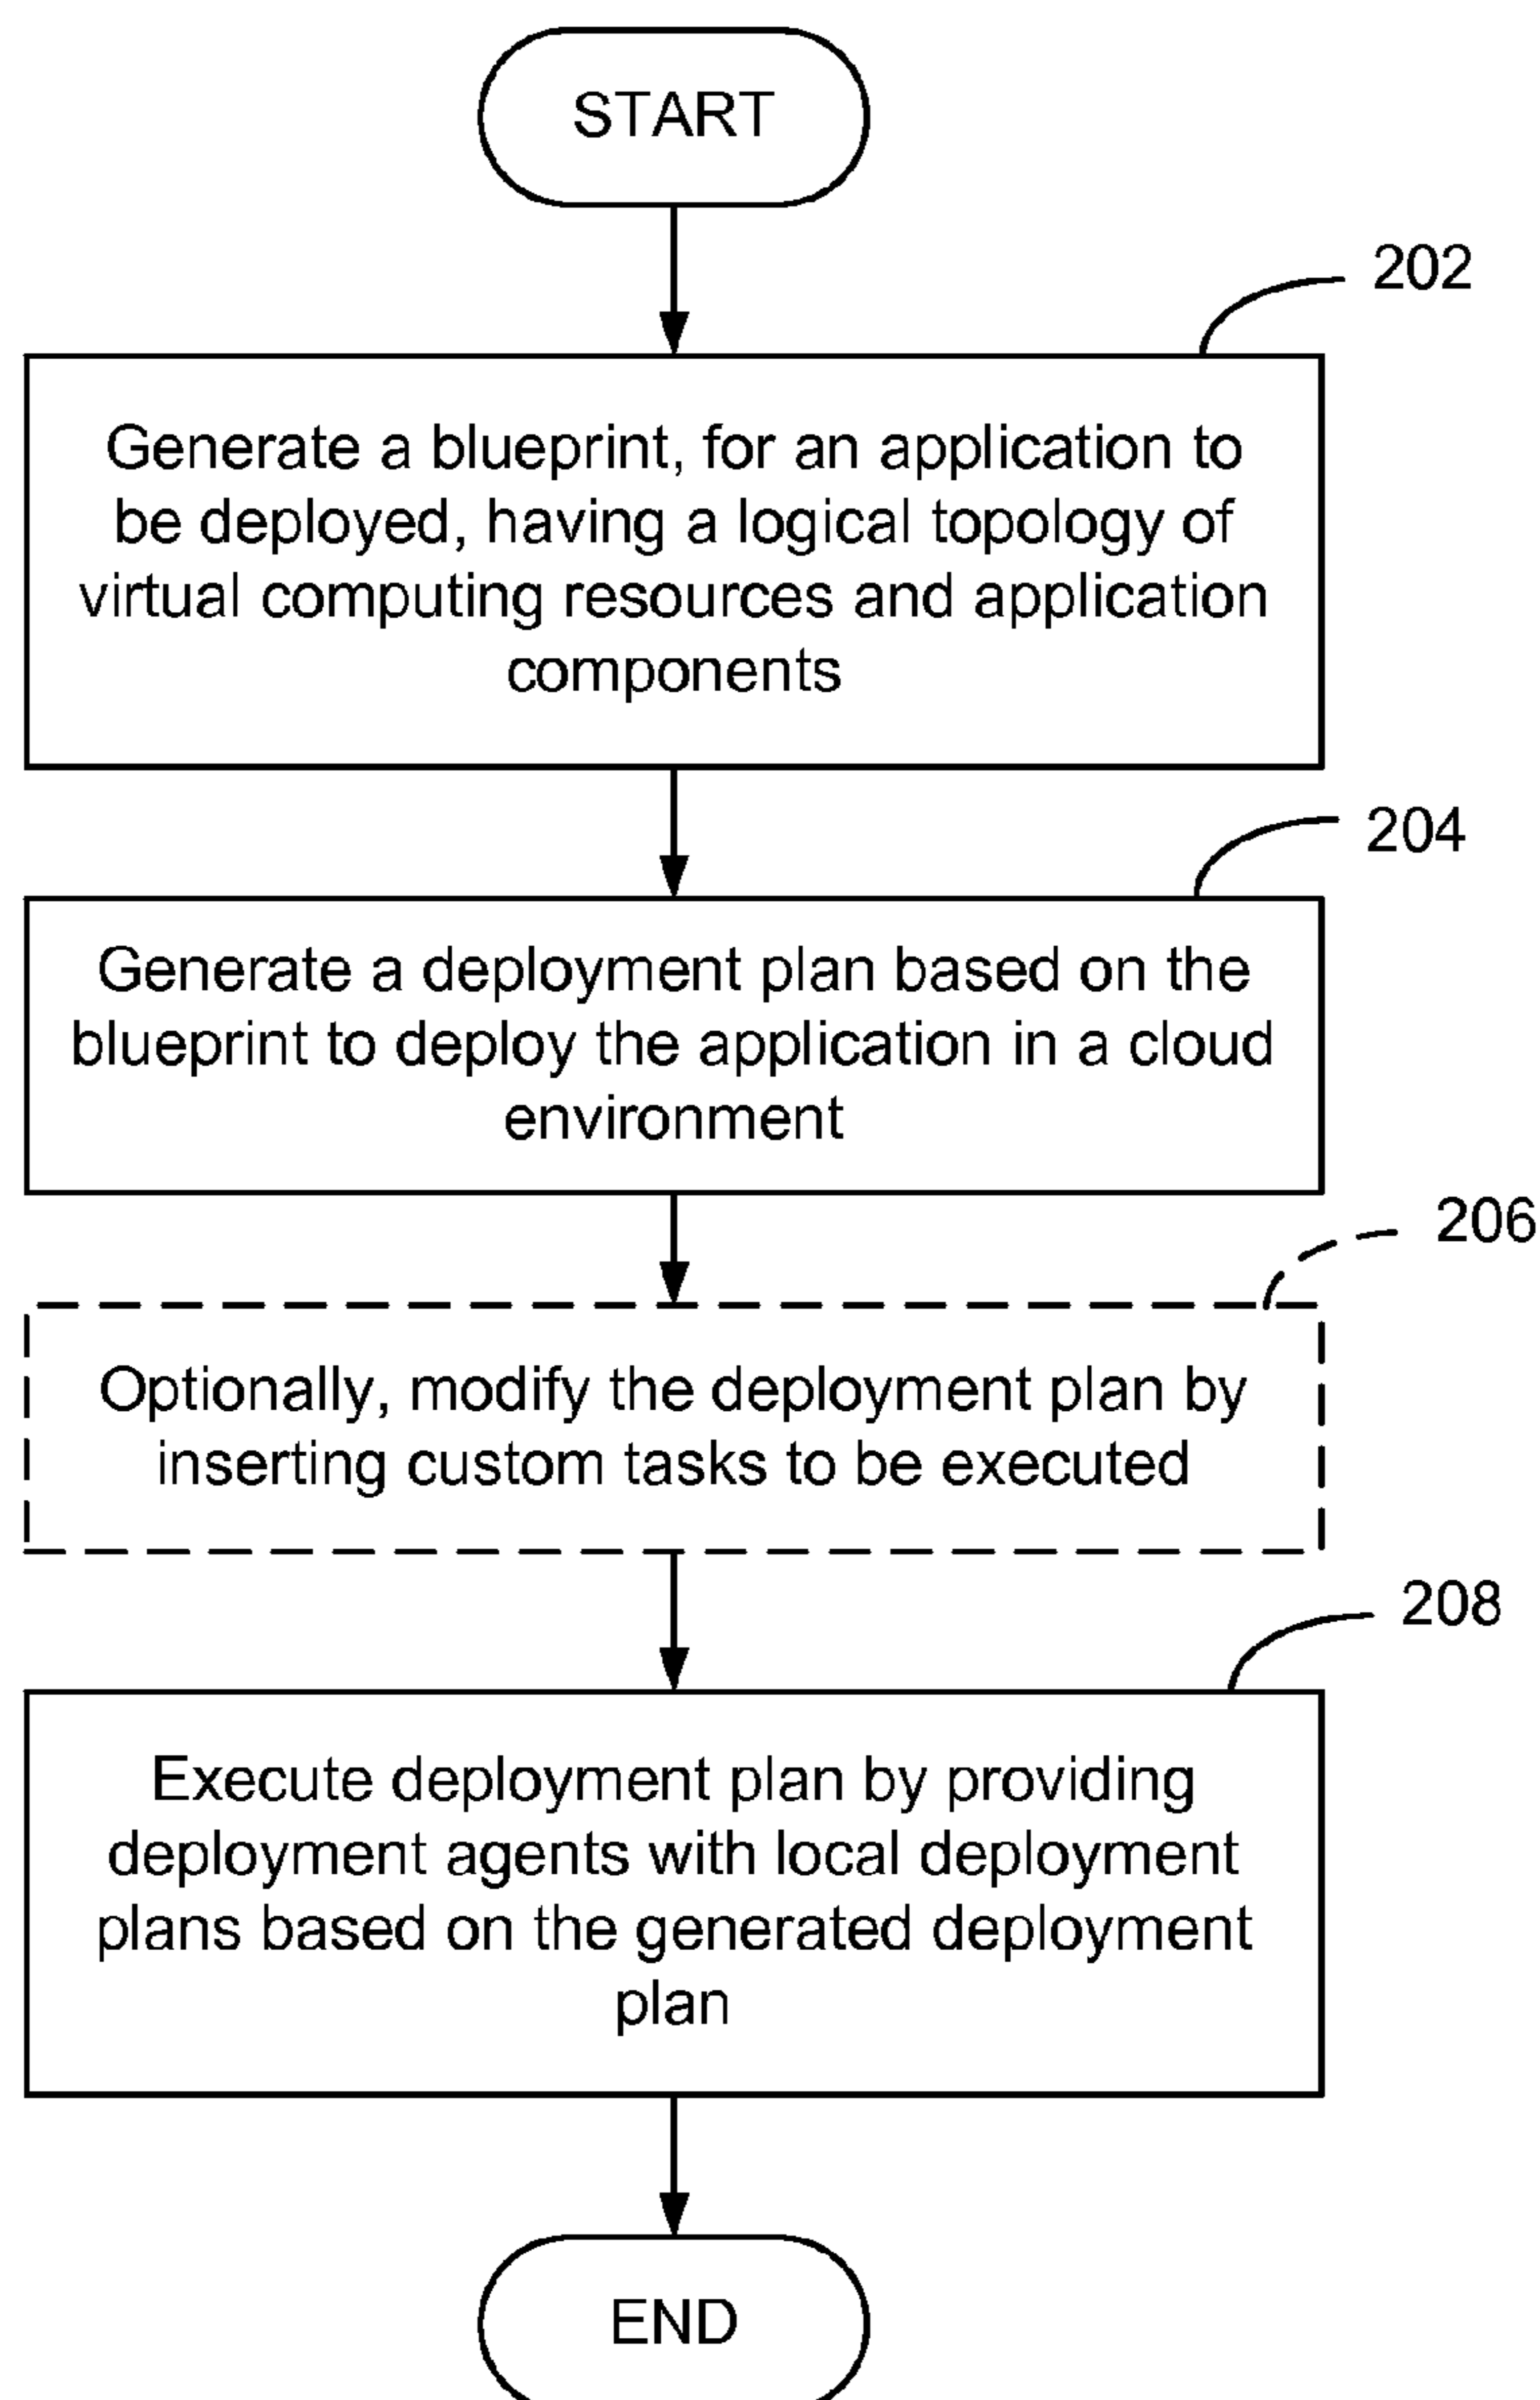 START
202
Generate a blueprint, for an application to
be deployed, having a logical topology of
virtual computing resources and application
components
204
Generate a deployment plan based on the
blueprint to deploy the application in a cloud
environment
206
Optionally, modify the deployment plan by
inserting custom tasks to be executed
208
Execute deployment plan by providing
deployment agents with local deployment
plans based on the generated deployment
plan
END